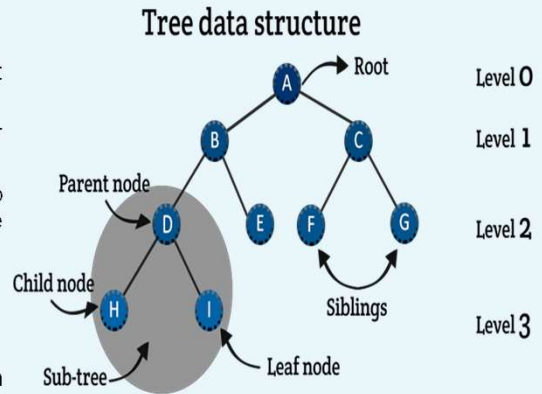 Tree data structure
A
Root
Level 0
B
C
Level 1
Parent node
D
E
F
G
Level 2
Child node
H
I
Siblings
Level 3
Sub-tree
Leaf node